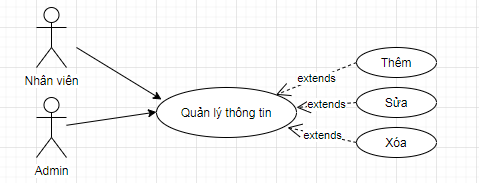 Nhân viên
Admin
Quản lý thông tin
extends
Thêm
extends
Sửa
extends
Xóa